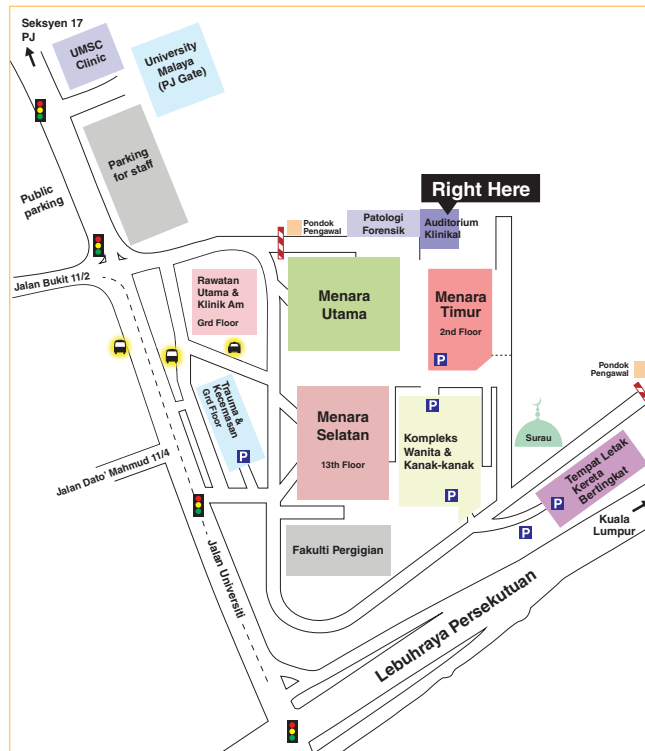 Seksyen 17
PJ
UMSC
Clinic
University
Malaya
(PJ Gate)
Parking
for staff
Public
parking
Right Here
Pondok
Pengawal
Patologi
Forensik
Auditorium
Klinikal
Jalan Bukit 11/2
Rawatan
Utama &
Klinik Am
Grd Floor
Menara
Utama
Menara
Timur
2nd Floor
P
Pondok
Pengawal
Trauma &
Kecemasan
Grd Floor
P
Menara
Selatan
13th Floor
P
Kompleks
Wanita &
Kanak-kanak
P
Surau
Tempat Letak
Kereta
Bertingkat
P
P
Kuala
Lumpur
Jalan Dato' Mahmud 11/4
Fakulti Pergigian
Jalan Universiti
Lebuhraya Persekutuan